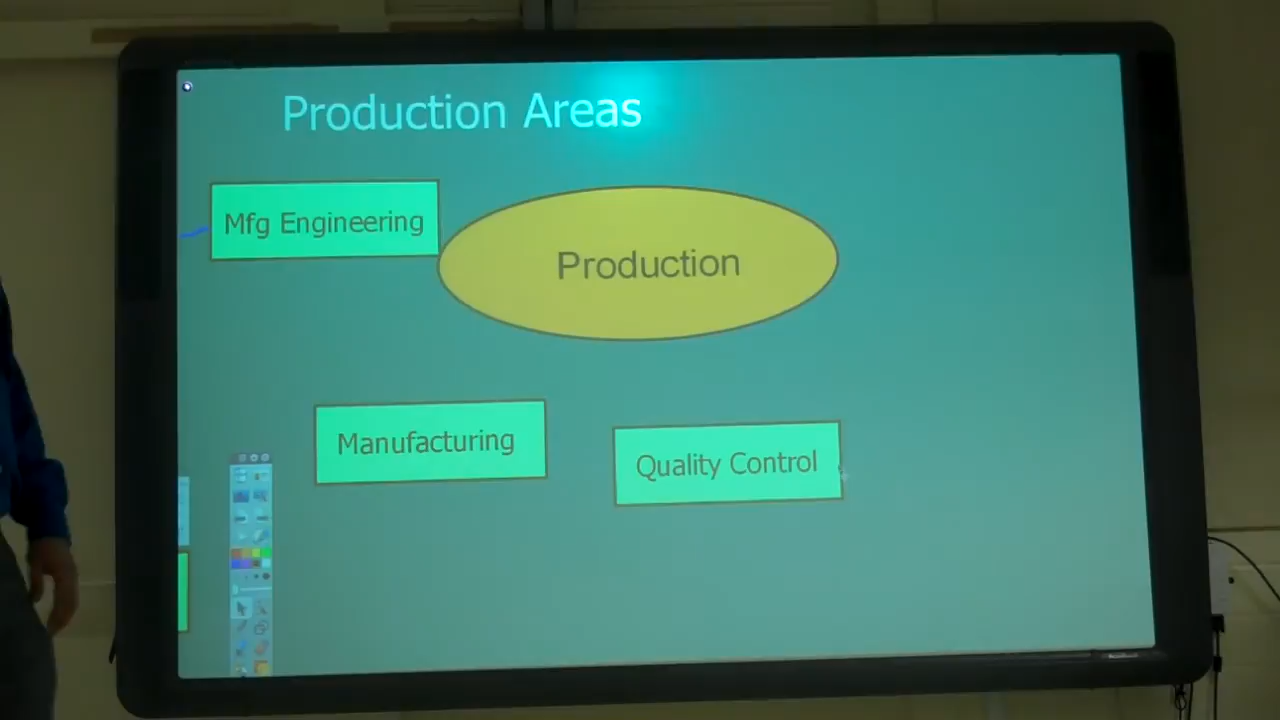 Production Areas
Mfg Engineering
Production
Manufacturing
Quality Control